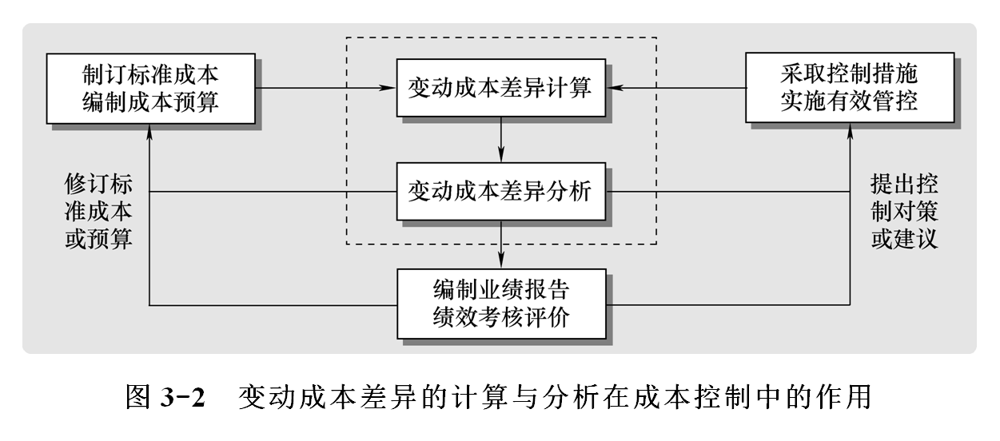 制订标准成本
编制成本预算
变动成本差异计算
采取控制措施
实施有效管控
修订标
准成本
或预算
变动成本差异分析
提出控
制对策
或建议
编制业绩报告
绩效考核评价
图 3-2 变动成本差异的计算与分析在成本控制中的作用